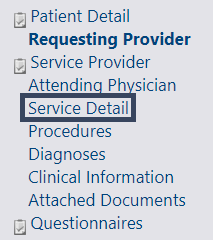 Patient Detail
Requesting Provider
Service Provider
Attending Physician
Service Detail
Procedures
Diagnoses
Clinical Information
Attached Documents
Questionnaires